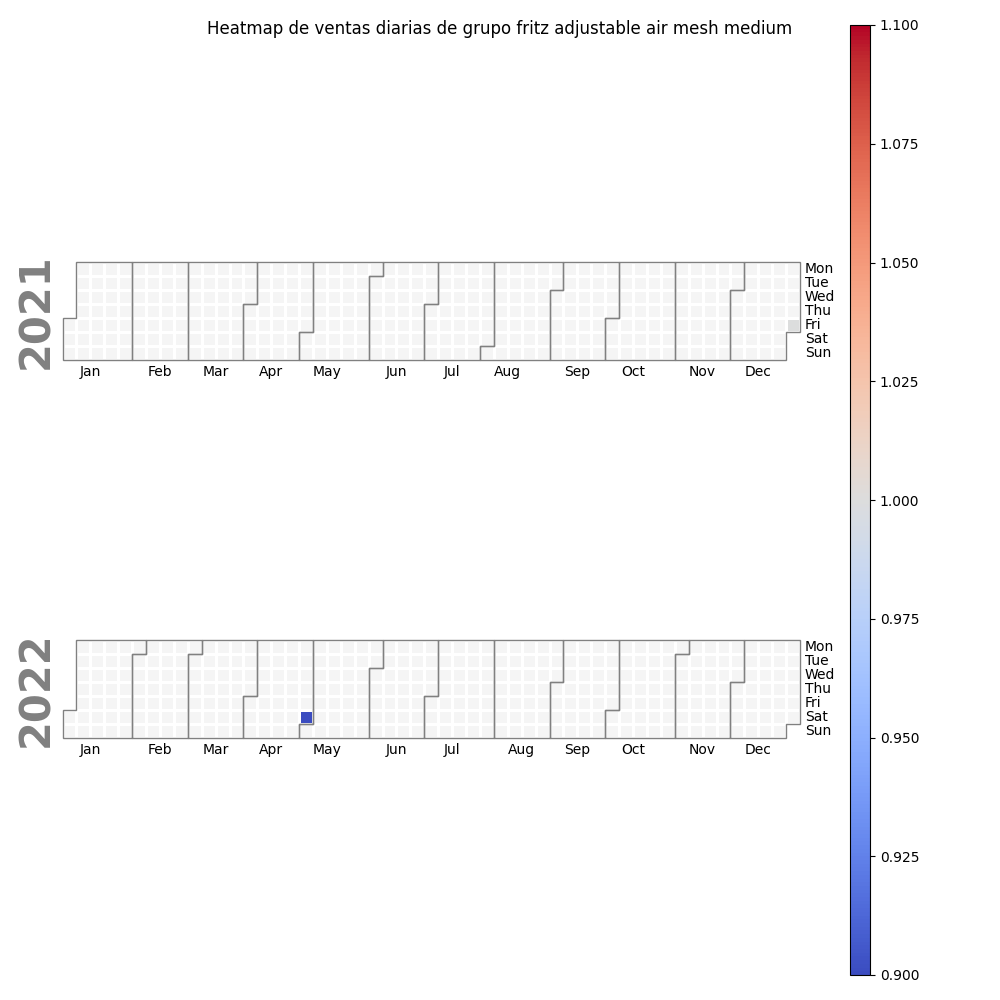 Heatmap de ventas diarias de grupo fritz adjustable air mesh medium
2021
Mon
Tue
Wed
Thu
Fri
Sat
Sun
Jan Feb Mar Apr May Jun Jul Aug Sep Oct Nov Dec
2022
Mon
Tue
Wed
Thu
Fri
Sat
Sun
Jan Feb Mar Apr May Jun Jul Aug Sep Oct Nov Dec
1.100
1.075
1.050
1.025
1.000
0.975
0.950
0.925
0.900